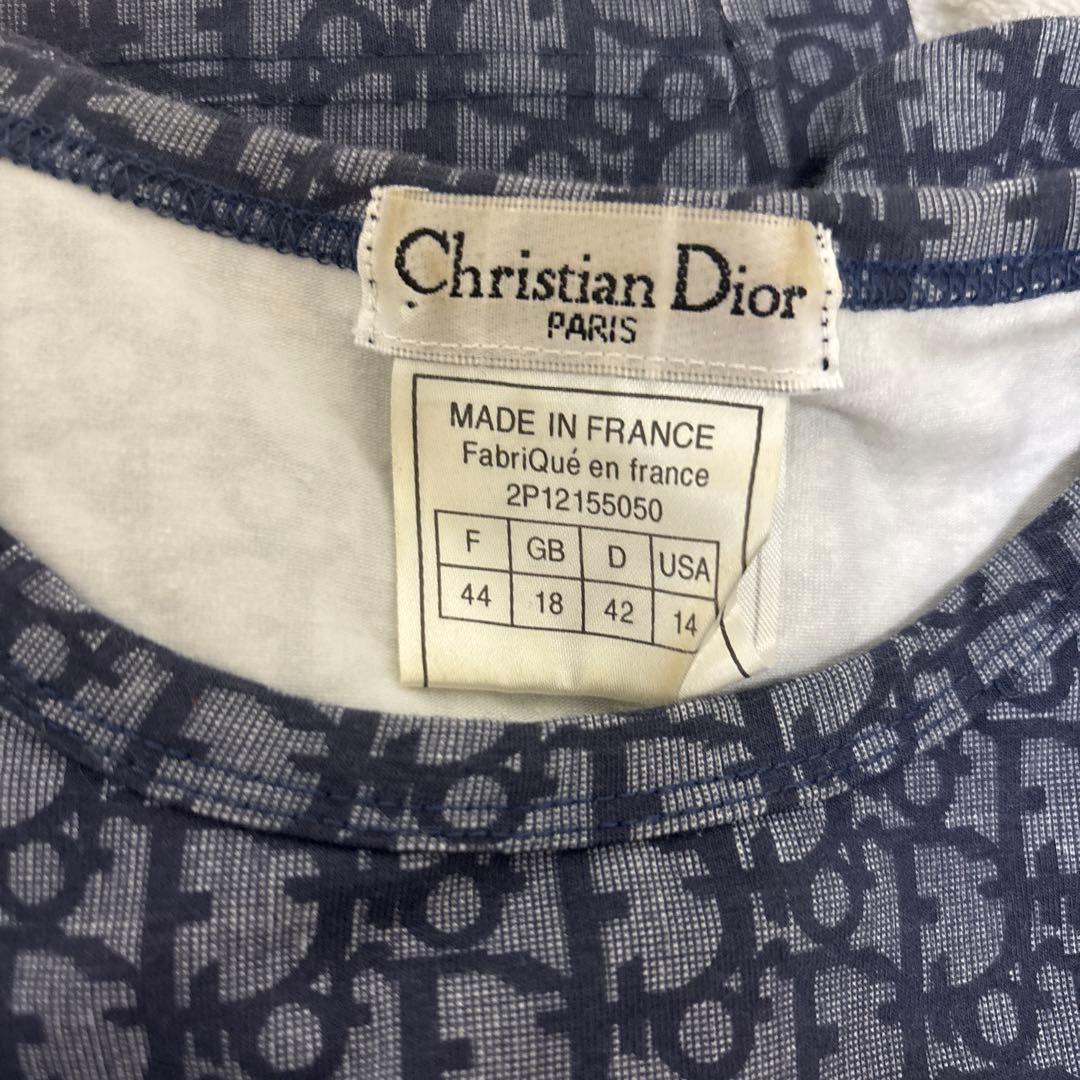 Christian Dior
PARIS
MADE IN FRANCE
FabriQué en france
2P12155050
F GB D USA
44 18 42 14